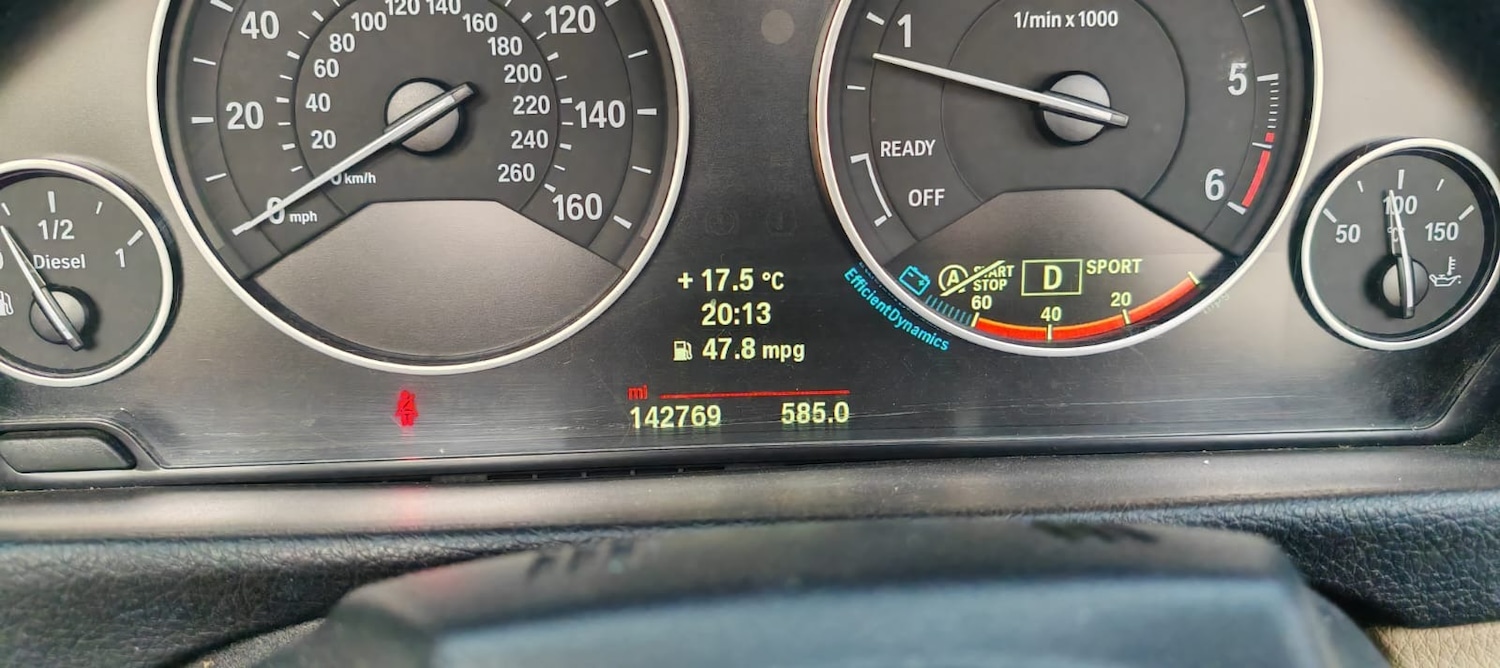 40
100
120
140
120
80
160
60
180
200
20
40
220
140
20
240
0 km/h
260
0 mph
160
1/2
Diesel
1
+ 17.5 °C
20:13
47.8 mpg
mi
142769 585.0
1
1/min x 1000
5
READY
OFF
6
A
START
STOP
D
SPORT
60
40
20
EfficientDynamics
50
100
150
°C